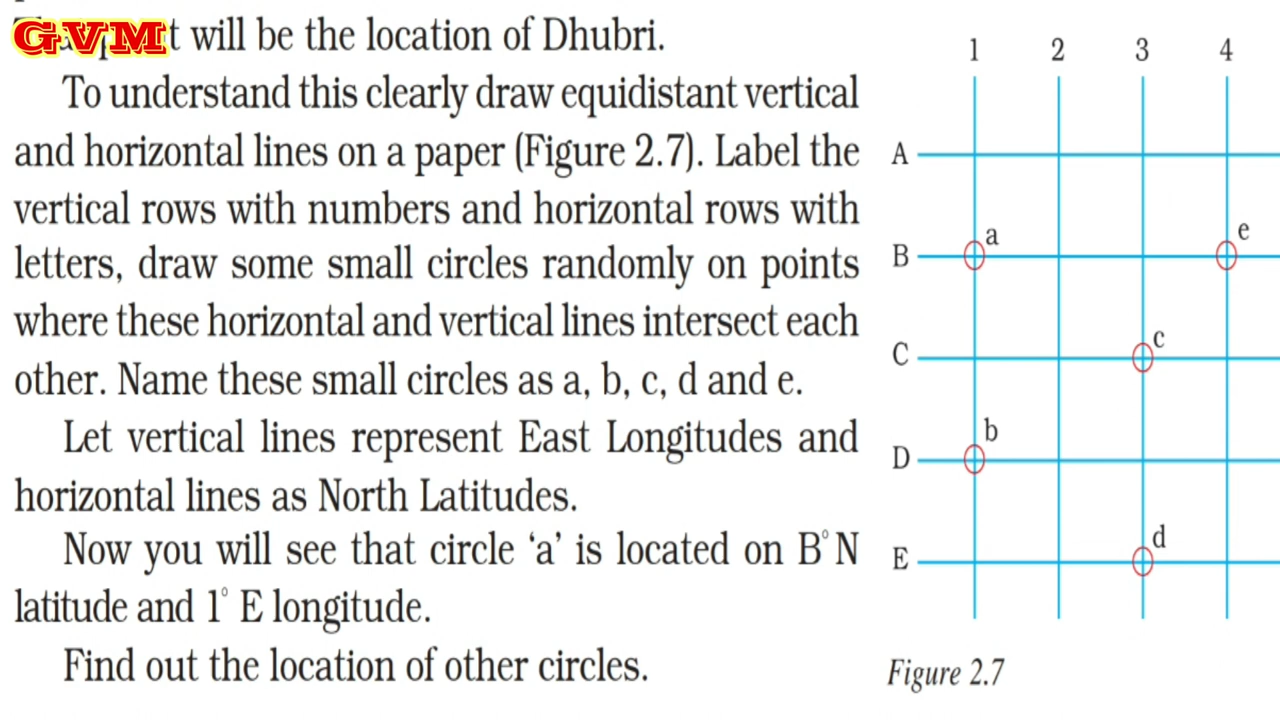 GVM
t will be the location of Dhubri.
To understand this clearly draw equidistant vertical
and horizontal lines on a paper (Figure 2.7). Label the
vertical rows with numbers and horizontal rows with
letters, draw some small circles randomly on points
where these horizontal and vertical lines intersect each
other. Name these small circles as a, b, c, d and e.
Let vertical lines represent East Longitudes and
horizontal lines as North Latitudes.
Now you will see that circle ‘a’ is located on B° N
latitude and 1° E longitude.
Find out the location of other circles.
1 2 3 4
A
a e
B
c
C
b
D
d
E
Figure 2.7